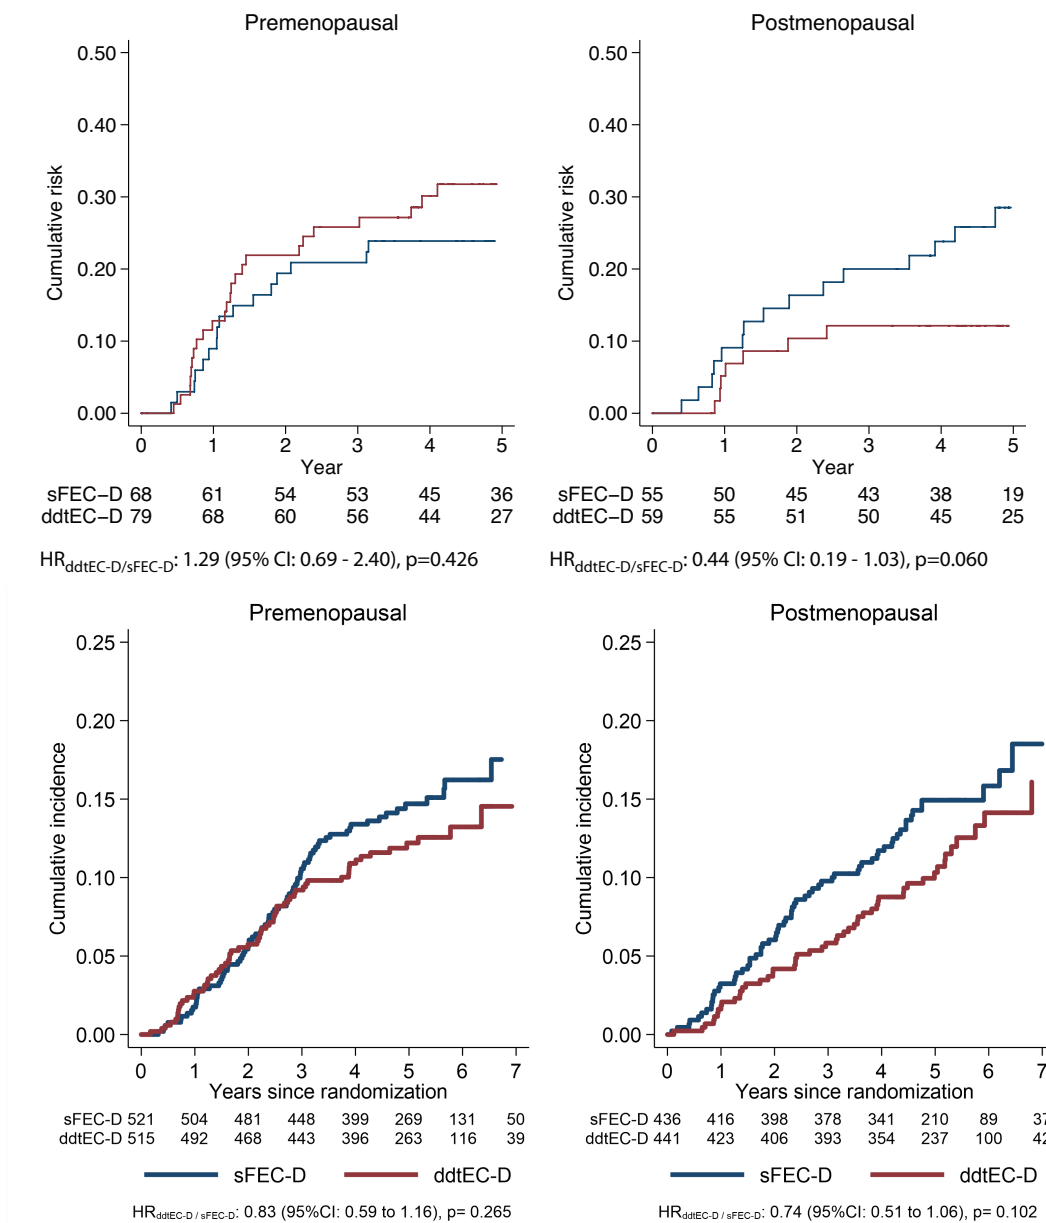 Premenopausal
0.50
0.40
0.30
0.20
0.10
0.00
Cumulative risk
0 1 2 3 4 5
Year
sFEC−D 68 61 54 53 45 36
ddtEC−D 79 68 60 56 44 27
HRddtEC-D/sFEC-D: 1.29 (95% CI: 0.69 - 2.40), p=0.426
Postmenopausal
0.50
0.40
0.30
0.20
0.10
0.00
Cumulative risk
0 1 2 3 4 5
Year
sFEC−D 55 50 45 43 38 19
ddtEC−D 59 55 51 50 45 25
HRddtEC-D/sFEC-D: 0.44 (95% CI: 0.19 - 1.03), p=0.060
Premenopausal
0.25
0.20
0.15
0.10
0.05
0.00
Cumulative incidence
0 1 2 3 4 5 6 7
Years since randomization
sFEC-D 521 504 481 448 399 269 131 50
ddtEC-D 515 492 468 443 396 263 116 39
sFEC-D ddtEC-D
HRddtEC-D / sFEC-D: 0.83 (95%CI: 0.59 to 1.16), p= 0.265
Postmenopausal
0.25
0.20
0.15
0.10
0.05
0.00
Cumulative incidence
0 1 2 3 4 5 6 7
Years since randomization
sFEC-D 436 416 398 378 341 210 89 37
ddtEC-D 441 423 406 393 354 237 100 42
sFEC-D ddtEC-D
HRddtEC-D / sFEC-D: 0.74 (95%CI: 0.51 to 1.06), p= 0.102